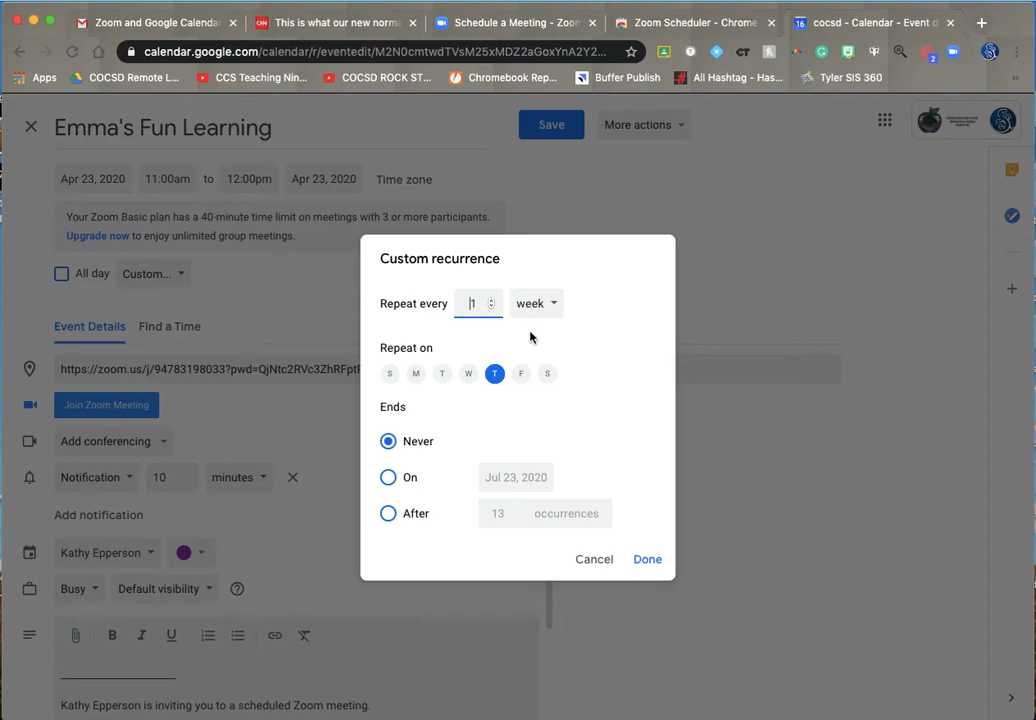 Zoom and Google Calenda
This is what our new norma
Schedule a Meeting - Zoom
Zoom Scheduler - Chrome
16 cocsd - Calendar - Event d
calendar.google.com/calendar/r/eventedit/M2N0cmtwdTVsM25xMDZ2aGoxYnA2Y2...
Apps
COCSD Remote L...
CCS Teaching Nin...
COCSD ROCK ST...
Chromebook Rep...
Buffer Publish
All Hashtag - Has...
Tyler SIS 360
Emma's Fun Learning
Save
More actions
Apr 23, 2020
11:00am
to
12:00pm
Apr 23, 2020
Time zone
Your Zoom Basic plan has a 40-minute time limit on meetings with 3 or more participants.
Upgrade now to enjoy unlimited group meetings.
All day
Custom...
Event Details
Find a Time
https://zoom.us/j/94783198033?pwd=QjNtc2RVc3ZhRFptF
Join Zoom Meeting
Add conferencing
Notification
10
minutes
Add notification
Kathy Epperson
Busy
Default visibility
B I U
Kathy Epperson is inviting you to a scheduled Zoom meeting.
Custom recurrence
Repeat every
1
week
Repeat on
S M T W T F S
Ends
Never
On
Jul 23, 2020
After
13
occurrences
Cancel
Done